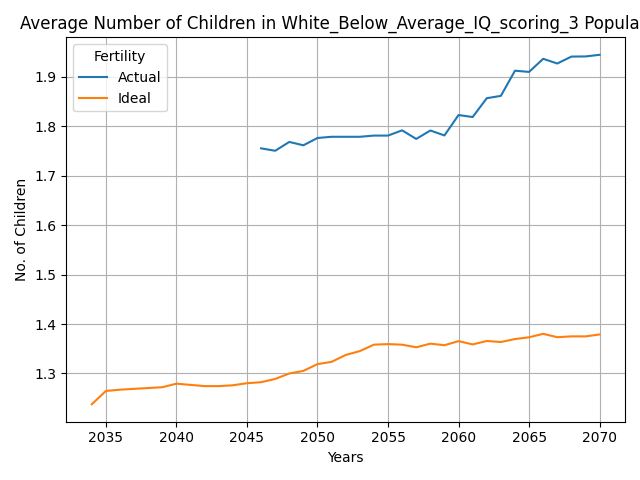 Average Number of Children in White_Below_Average_IQ_scoring_3 Popula
Fertility
Actual
Ideal
No. of Children
1.9
1.8
1.7
1.6
1.5
1.4
1.3
2035 2040 2045 2050 2055 2060 2065 2070
Years